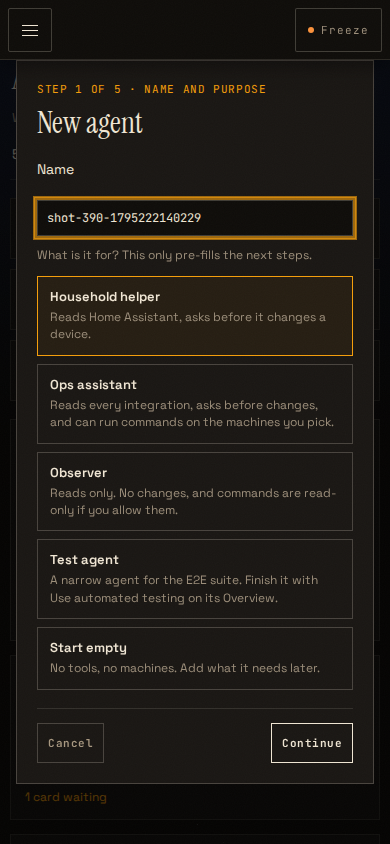 Freeze
STEP 1 OF 5 · NAME AND PURPOSE
New agent
Name
shot-390-1795222140229
What is it for? This only pre-fills the next steps.
Household helper
Reads Home Assistant, asks before it changes a
device.
Ops assistant
Reads every integration, asks before changes,
and can run commands on the machines you pick.
Observer
Reads only. No changes, and commands are read-
only if you allow them.
Test agent
A narrow agent for the E2E suite. Finish it with
Use automated testing on its Overview.
Start empty
No tools, no machines. Add what it needs later.
Cancel
Continue
1 card waiting